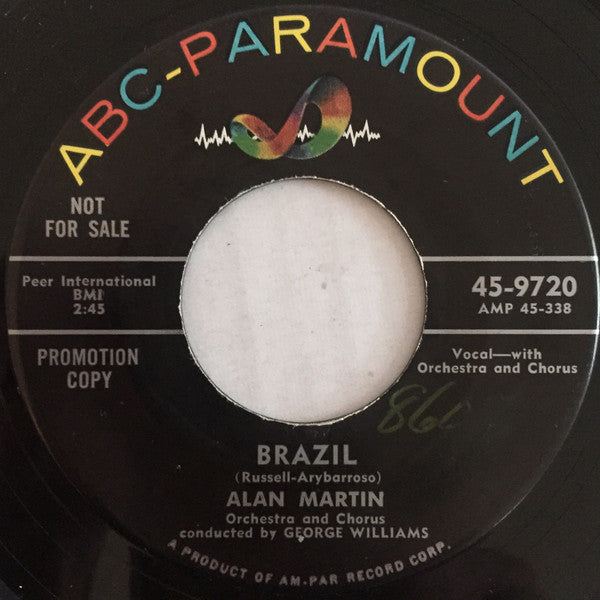 ABC-PARAMOUNT
NOT
FOR SALE
Peer International
BMI
2:45
45-9720
AMP 45-338
PROMOTION
COPY
Vocal—with
Orchestra and Chorus
BRAZIL
(Russell-Arybarroso)
ALAN MARTIN
Orchestra and Chorus
conducted by GEORGE WILLIAMS
A PRODUCT OF AM-PAR RECORD CORP.